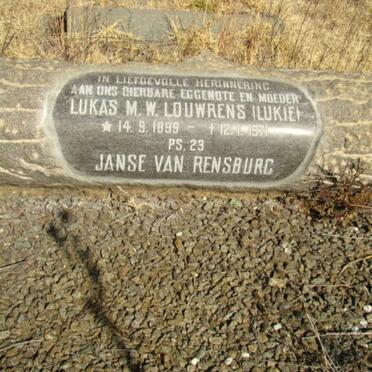 IN LIEFDEVOLLE HERINNERING
AAN ONS DIERBARE EGGENOTE EN MOEDER
LUKAS M. W. LOUWRENS (LUKIE)
★ 14. 9. 1899 - † 12. 1. 1971
PS. 23
JANSE VAN RENSBURG